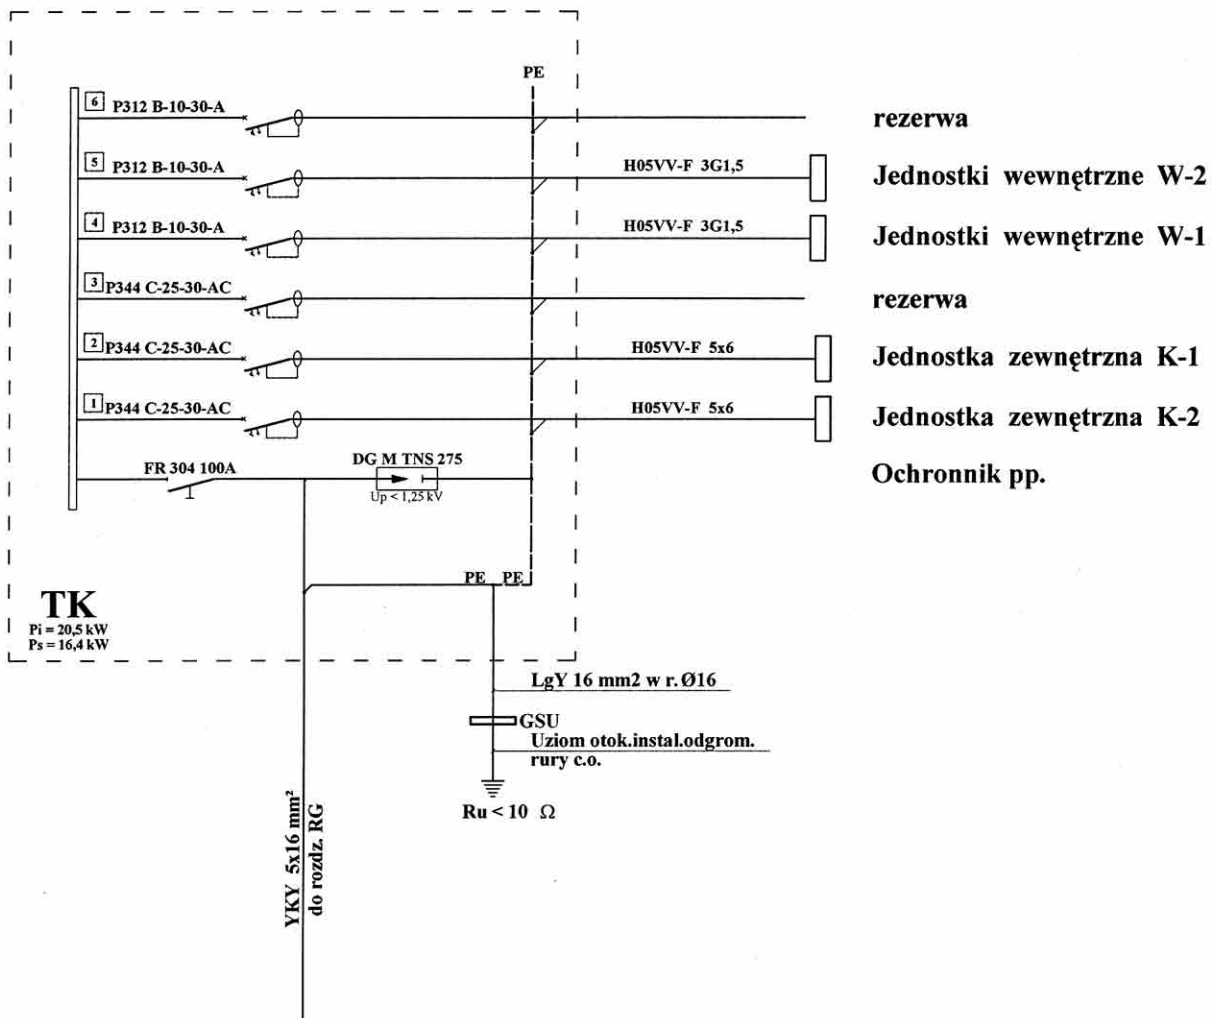 PE
6 P312 B-10-30-A
rezerwa
5 P312 B-10-30-A
H05VV-F 3G1,5
Jednostki wewnętrzne W-2
4 P312 B-10-30-A
H05VV-F 3G1,5
Jednostki wewnętrzne W-1
3 P344 C-25-30-AC
rezerwa
2 P344 C-25-30-AC
H05VV-F 5x6
Jednostka zewnętrzna K-1
1 P344 C-25-30-AC
H05VV-F 5x6
Jednostka zewnętrzna K-2
FR 304 100A
DG M TNS 275
Up < 1,25 kV
Ochronnik pp.
PE PE
TK
Pi = 20,5 kW
Ps = 16,4 kW
LgY 16 mm2 w r. Ø16
GSU
Uziom otok.instal.odgrom.
rury c.o.
Ru < 10 Ω
YKY 5x16 mm²
do rozdz. RG